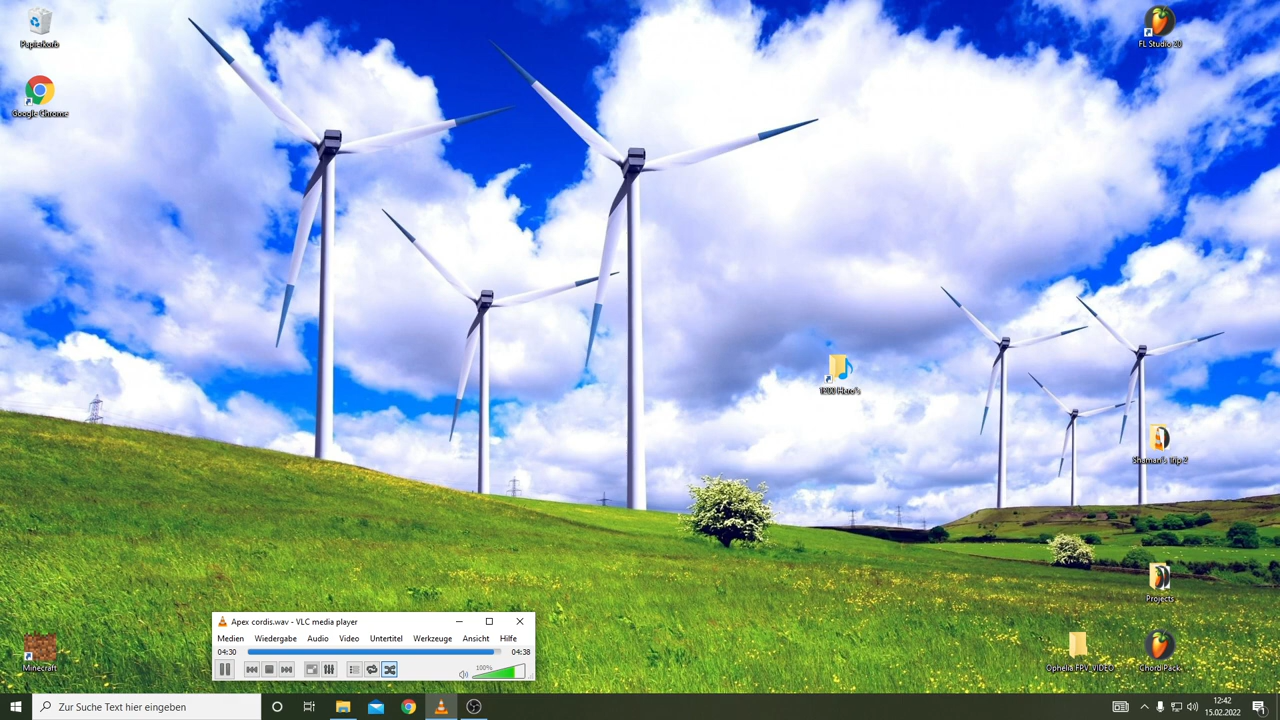 Papierkorb
FL Studio 20
Google Chrome
1200 Hero's
Shaman's Trip 2
Projects
Apex cordis.wav - VLC media player
Medien Wiedergabe Audio Video Untertitel Werkzeuge Ansicht Hilfe
04:30 04:38
100%
Minecraft
Ophelia FPV_VIDEO
Chord Pack
Zur Suche Text hier eingeben
12:42
15.02.2022
1